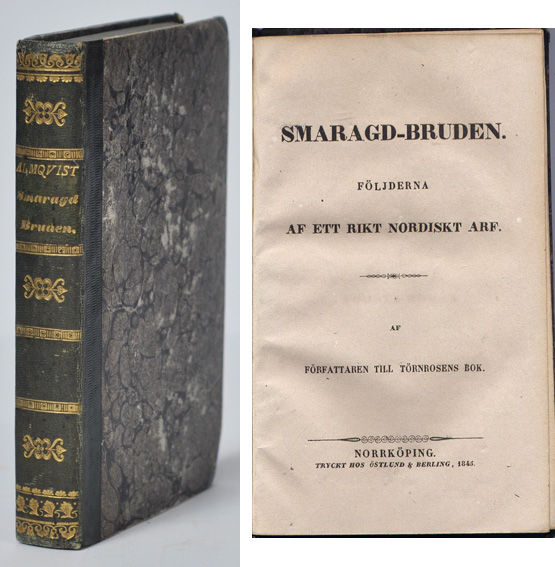 ALMQVIST
Smaragd
Bruden.
SMARAGD-BRUDEN.
FÖLJDERNA
AF ETT RIKT NORDISKT ARF.
AF
FÖRFATTAREN TILL TÖRNROSENS BOK.
NORRKÖPING.
TRYCKT HOS ÖSTLUND & BERLING, 1845.